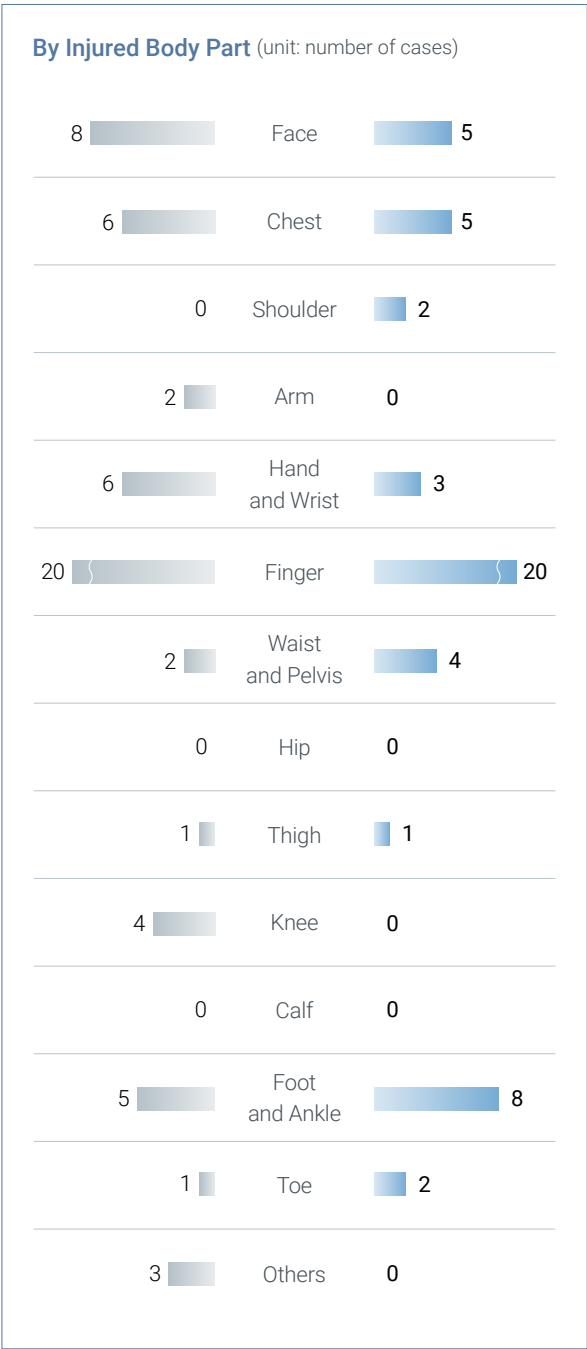 By Injured Body Part (unit: number of cases)
8 Face 5
6 Chest 5
0 Shoulder 2
2 Arm 0
Hand
6 3
and Wrist
20 Finger 20
Waist
2 4
and Pelvis
0 Hip 0
1 Thigh 1
4 Knee 0
0 Calf 0
Foot
5 8
and Ankle
1 Toe 2
3 Others 0